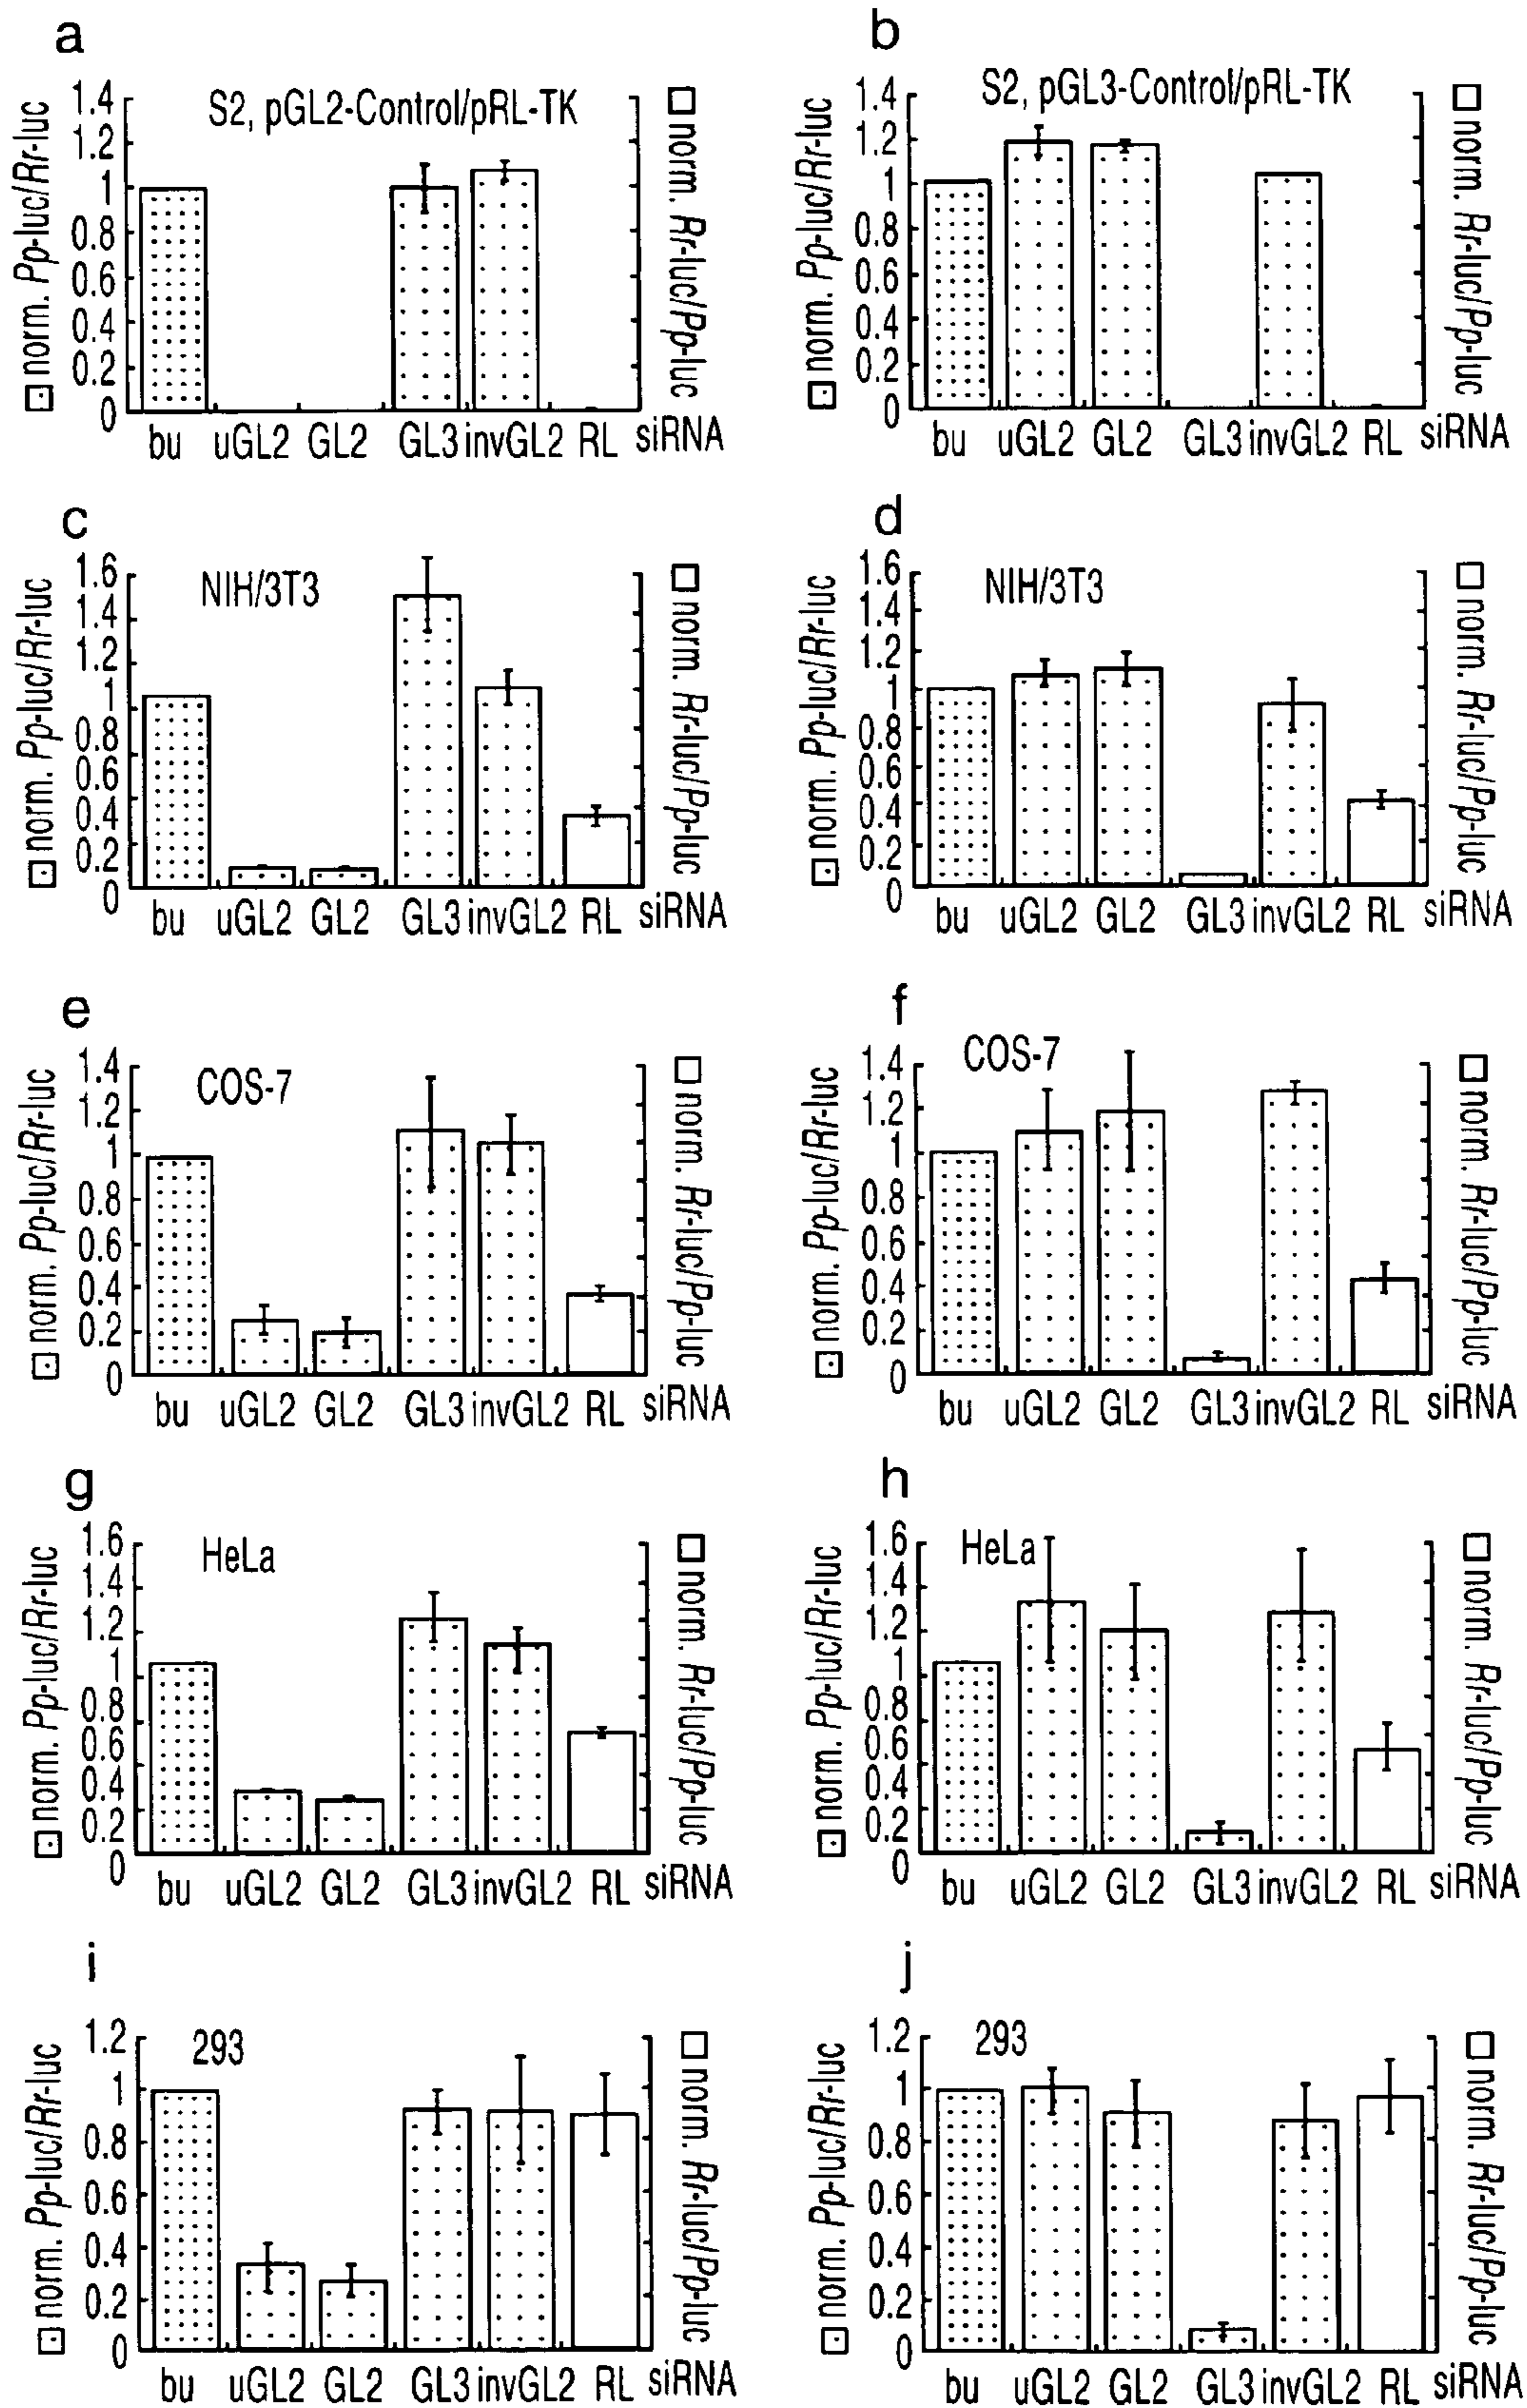 a
S2, pGL2-Control/pRL-TK
norm. Pp-luc/Rr-luc
1.4
1.2
1
0.8
0.6
0.4
0.2
0
norm. Rr-luc/Pp-luc
bu uGL2 GL2 GL3 invGL2 RL siRNA
b
S2, pGL3-Control/pRL-TK
norm. Pp-luc/Rr-luc
1.4
1.2
1
0.8
0.6
0.4
0.2
0
norm. Rr-luc/Pp-luc
bu uGL2 GL2 GL3 invGL2 RL siRNA
c
NIH/3T3
norm. Pp-luc/Rr-luc
1.6
1.4
1.2
1
0.8
0.6
0.4
0.2
0
norm. Rr-luc/Pp-luc
bu uGL2 GL2 GL3 invGL2 RL siRNA
d
NIH/3T3
norm. Pp-luc/Rr-luc
1.6
1.4
1.2
1
0.8
0.6
0.4
0.2
0
norm. Rr-luc/Pp-luc
bu uGL2 GL2 GL3 invGL2 RL siRNA
e
COS-7
norm. Pp-luc/Rr-luc
1.4
1.2
1
0.8
0.6
0.4
0.2
0
norm. Rr-luc/Pp-luc
bu uGL2 GL2 GL3 invGL2 RL siRNA
f
COS-7
norm. Pp-luc/Rr-luc
1.4
1.2
1
0.8
0.6
0.4
0.2
0
norm. Rr-luc/Pp-luc
bu uGL2 GL2 GL3 invGL2 RL siRNA
g
HeLa
norm. Pp-luc/Rr-luc
1.6
1.4
1.2
1
0.8
0.6
0.4
0.2
0
norm. Rr-luc/Pp-luc
bu uGL2 GL2 GL3 invGL2 RL siRNA
h
HeLa
norm. Pp-luc/Rr-luc
1.6
1.4
1.2
1
0.8
0.6
0.4
0.2
0
norm. Rr-luc/Pp-luc
bu uGL2 GL2 GL3 invGL2 RL siRNA
i
293
norm. Pp-luc/Rr-luc
1.2
1
0.8
0.6
0.4
0.2
0
norm. Rr-luc/Pp-luc
bu uGL2 GL2 GL3 invGL2 RL siRNA
j
293
norm. Pp-luc/Rr-luc
1.2
1
0.8
0.6
0.4
0.2
0
norm. Rr-luc/Pp-luc
bu uGL2 GL2 GL3 invGL2 RL siRNA